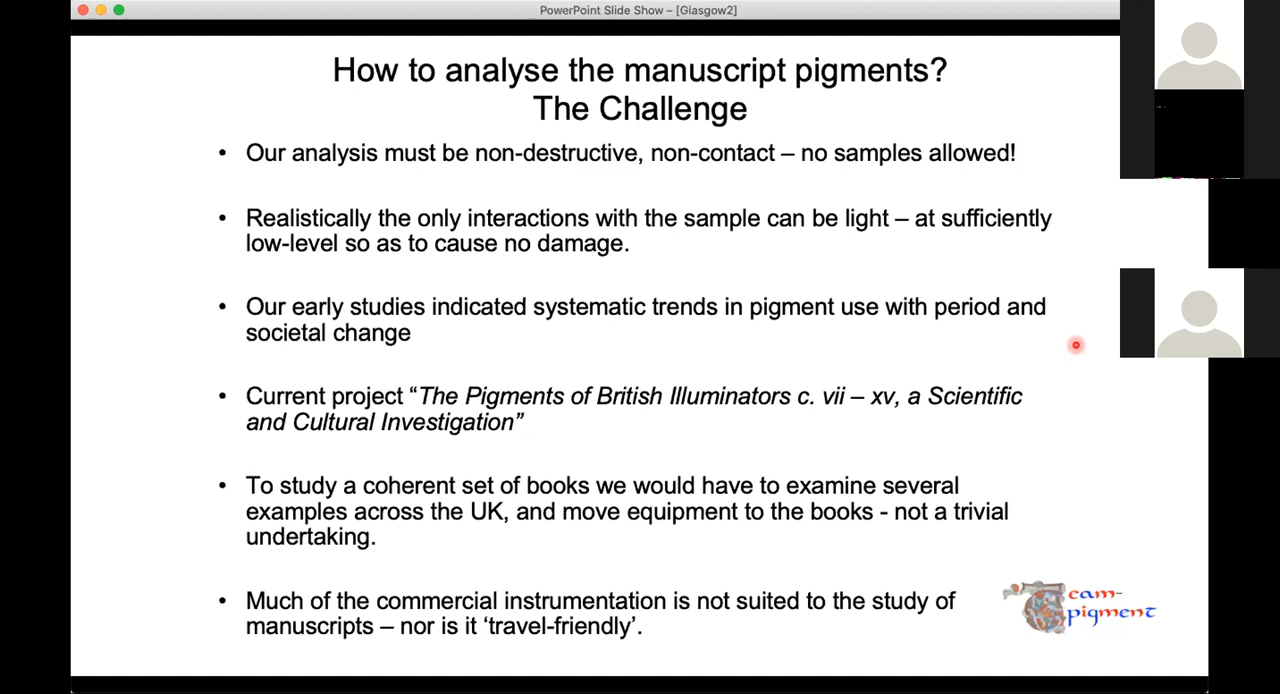 PowerPoint Slide Show – [Glasgow2]
How to analyse the manuscript pigments?
The Challenge
• Our analysis must be non-destructive, non-contact – no samples allowed!
• Realistically the only interactions with the sample can be light – at sufficiently
low-level so as to cause no damage.
• Our early studies indicated systematic trends in pigment use with period and
societal change
• Current project “The Pigments of British Illuminators c. vii – xv, a Scientific
and Cultural Investigation”
• To study a coherent set of books we would have to examine several
examples across the UK, and move equipment to the books - not a trivial
undertaking.
• Much of the commercial instrumentation is not suited to the study of
manuscripts – nor is it ‘travel-friendly’.
Team-
pigment